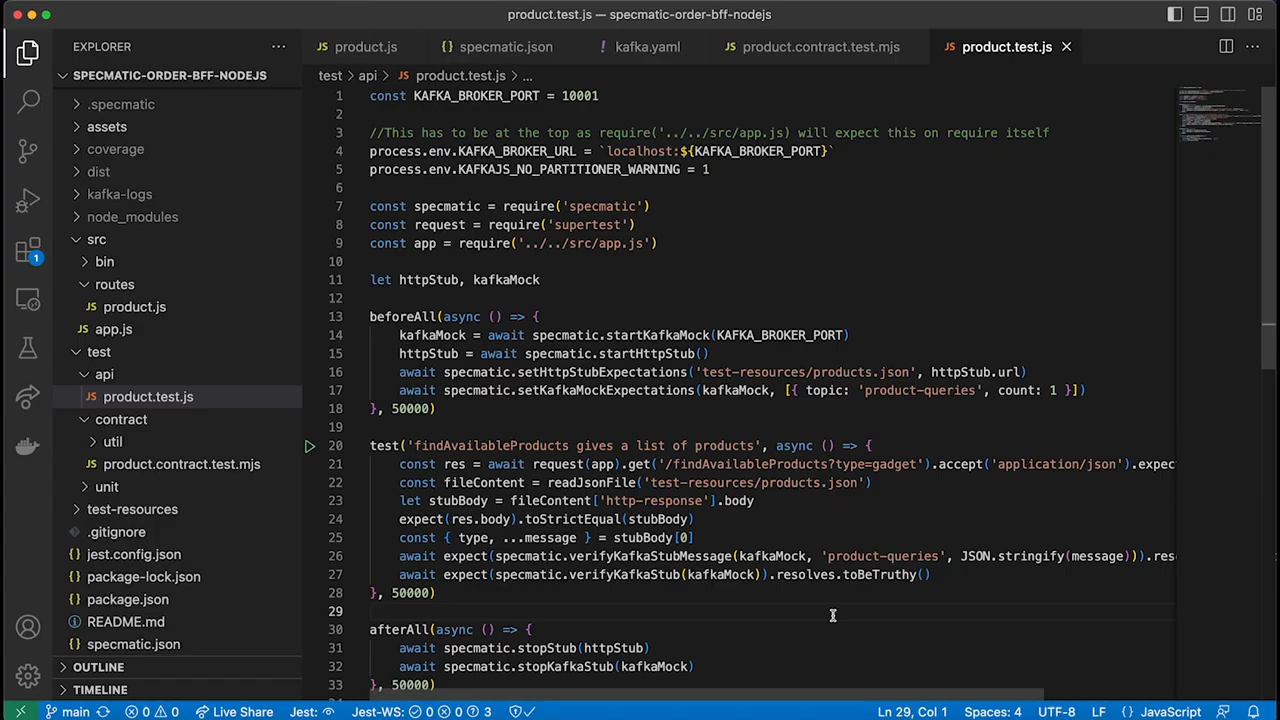 product.test.js — specmatic-order-bff-nodejs
EXPLORER
SPECMATIC-ORDER-BFF-NODEJS
.specmatic
assets
coverage
dist
kafka-logs
node_modules
src
bin
routes
JS product.js
JS app.js
test
api
JS product.test.js
contract
util
product.contract.test.mjs
unit
test-resources
.gitignore
{} jest.config.json
{} package-lock.json
{} package.json
README.md
{} specmatic.json
OUTLINE
TIMELINE
1
JS product.js
{} specmatic.json
! kafka.yaml
JS product.contract.test.mjs
JS product.test.js
test > api > JS product.test.js > ...
1 const KAFKA_BROKER_PORT = 10001
2
3 //This has to be at the top as require('../../src/app.js) will expect this on require itself
4 process.env.KAFKA_BROKER_URL = `localhost:${KAFKA_BROKER_PORT}`
5 process.env.KAFKAJS_NO_PARTITIONER_WARNING = 1
6
7 const specmatic = require('specmatic')
8 const request = require('supertest')
9 const app = require('../../src/app.js')
10
11 let httpStub, kafkaMock
12
13 beforeAll(async () => {
14 kafkaMock = await specmatic.startKafkaMock(KAFKA_BROKER_PORT)
15 httpStub = await specmatic.startHttpStub()
16 await specmatic.setHttpStubExpectations('test-resources/products.json', httpStub.url)
17 await specmatic.setKafkaMockExpectations(kafkaMock, [{ topic: 'product-queries', count: 1 }])
18 }, 50000)
19
20 test('findAvailableProducts gives a list of products', async () => {
21 const res = await request(app).get('/findAvailableProducts?type=gadget').accept('application/json').expec
22 const fileContent = readJsonFile('test-resources/products.json')
23 let stubBody = fileContent['http-response'].body
24 expect(res.body).toStrictEqual(stubBody)
25 const { type, ...message } = stubBody[0]
26 await expect(specmatic.verifyKafkaStubMessage(kafkaMock, 'product-queries', JSON.stringify(message))).reso
27 await expect(specmatic.verifyKafkaStub(kafkaMock)).resolves.toBeTruthy()
28 }, 50000)
29
30 afterAll(async () => {
31 await specmatic.stopStub(httpStub)
32 await specmatic.stopKafkaStub(kafkaMock)
33 }, 50000)
main 0 0 Live Share Jest: Jest-WS: 0 0 3 Ln 29, Col 1 Spaces: 4 UTF-8 LF {} JavaScript